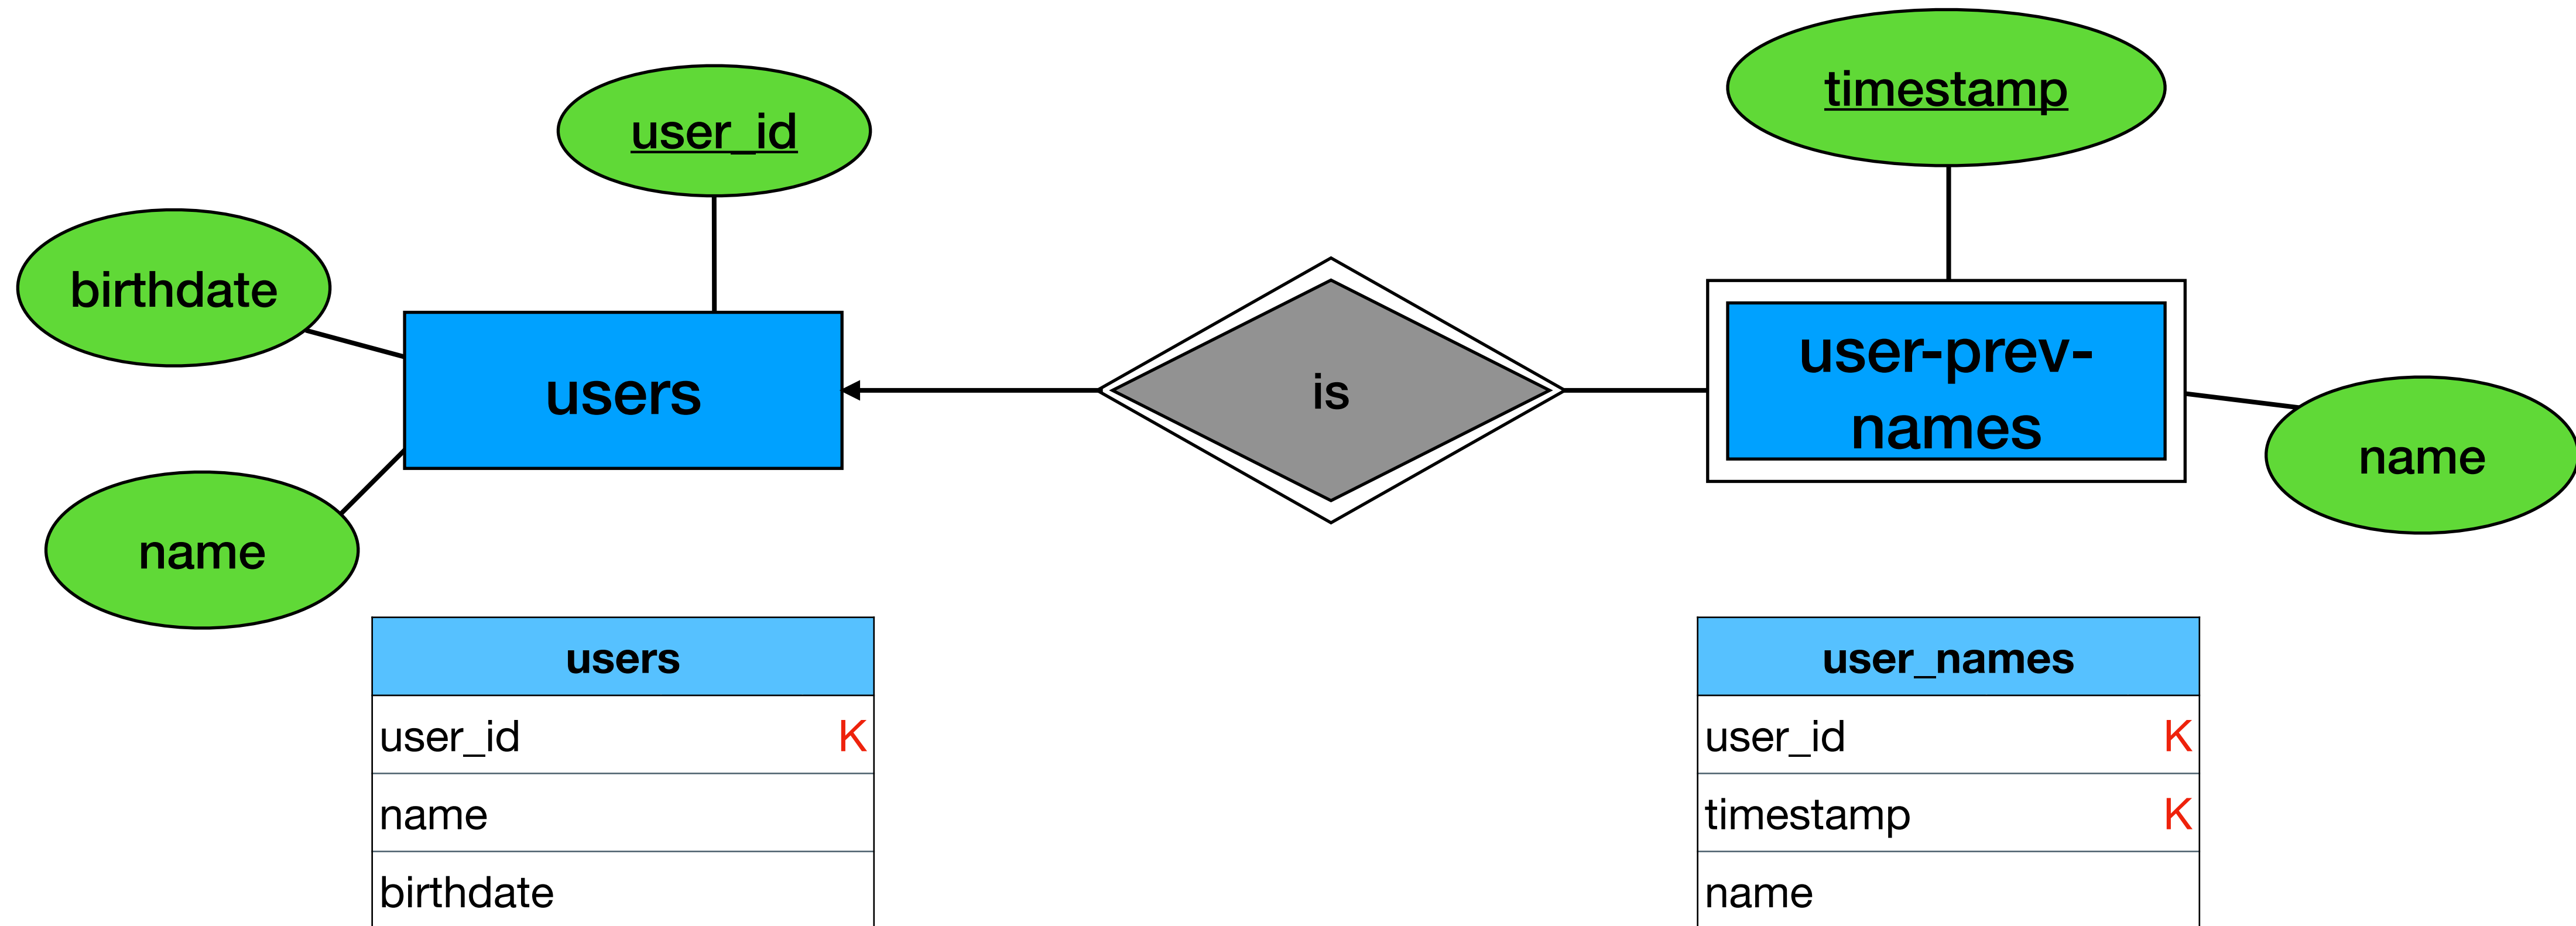 timestamp
user_id
birthdate
users
is
user-prev-
names
name
name
users
user_id K
name
birthdate
user_names
user_id K
timestamp K
name